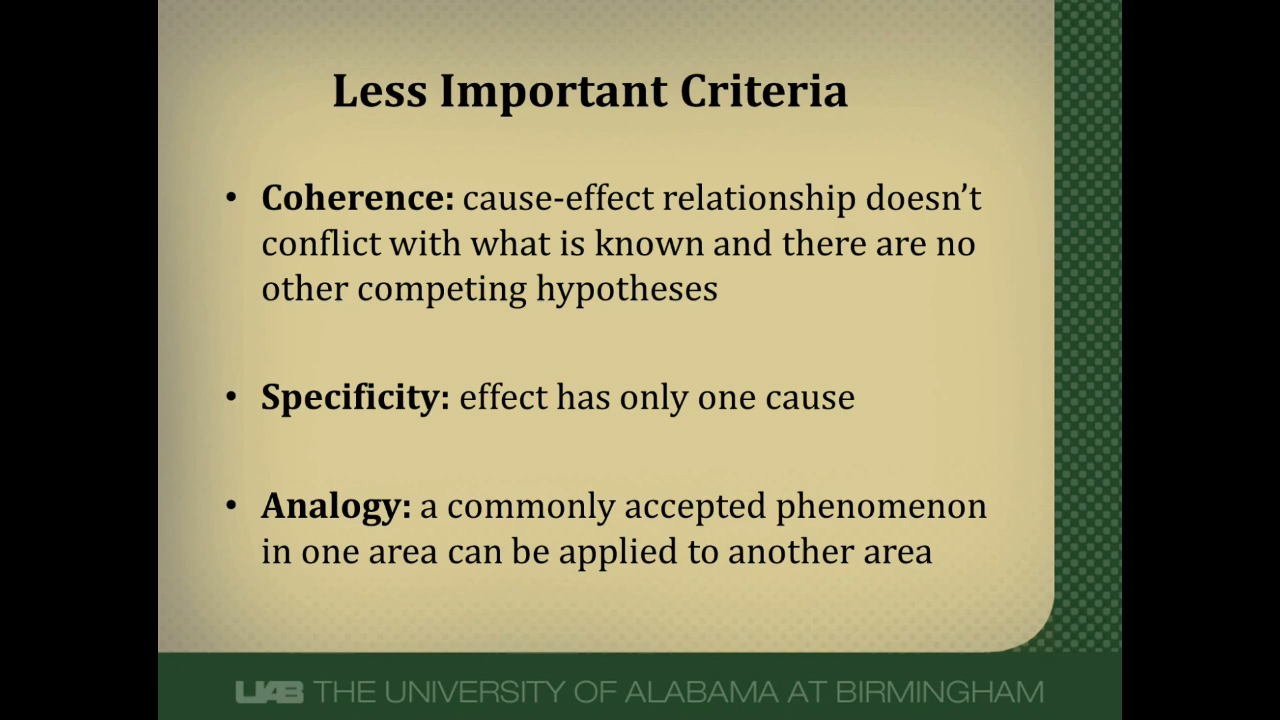 Less Important Criteria
• Coherence: cause-effect relationship doesn’t
conflict with what is known and there are no
other competing hypotheses
• Specificity: effect has only one cause
• Analogy: a commonly accepted phenomenon
in one area can be applied to another area
UAB THE UNIVERSITY OF ALABAMA AT BIRMINGHAM